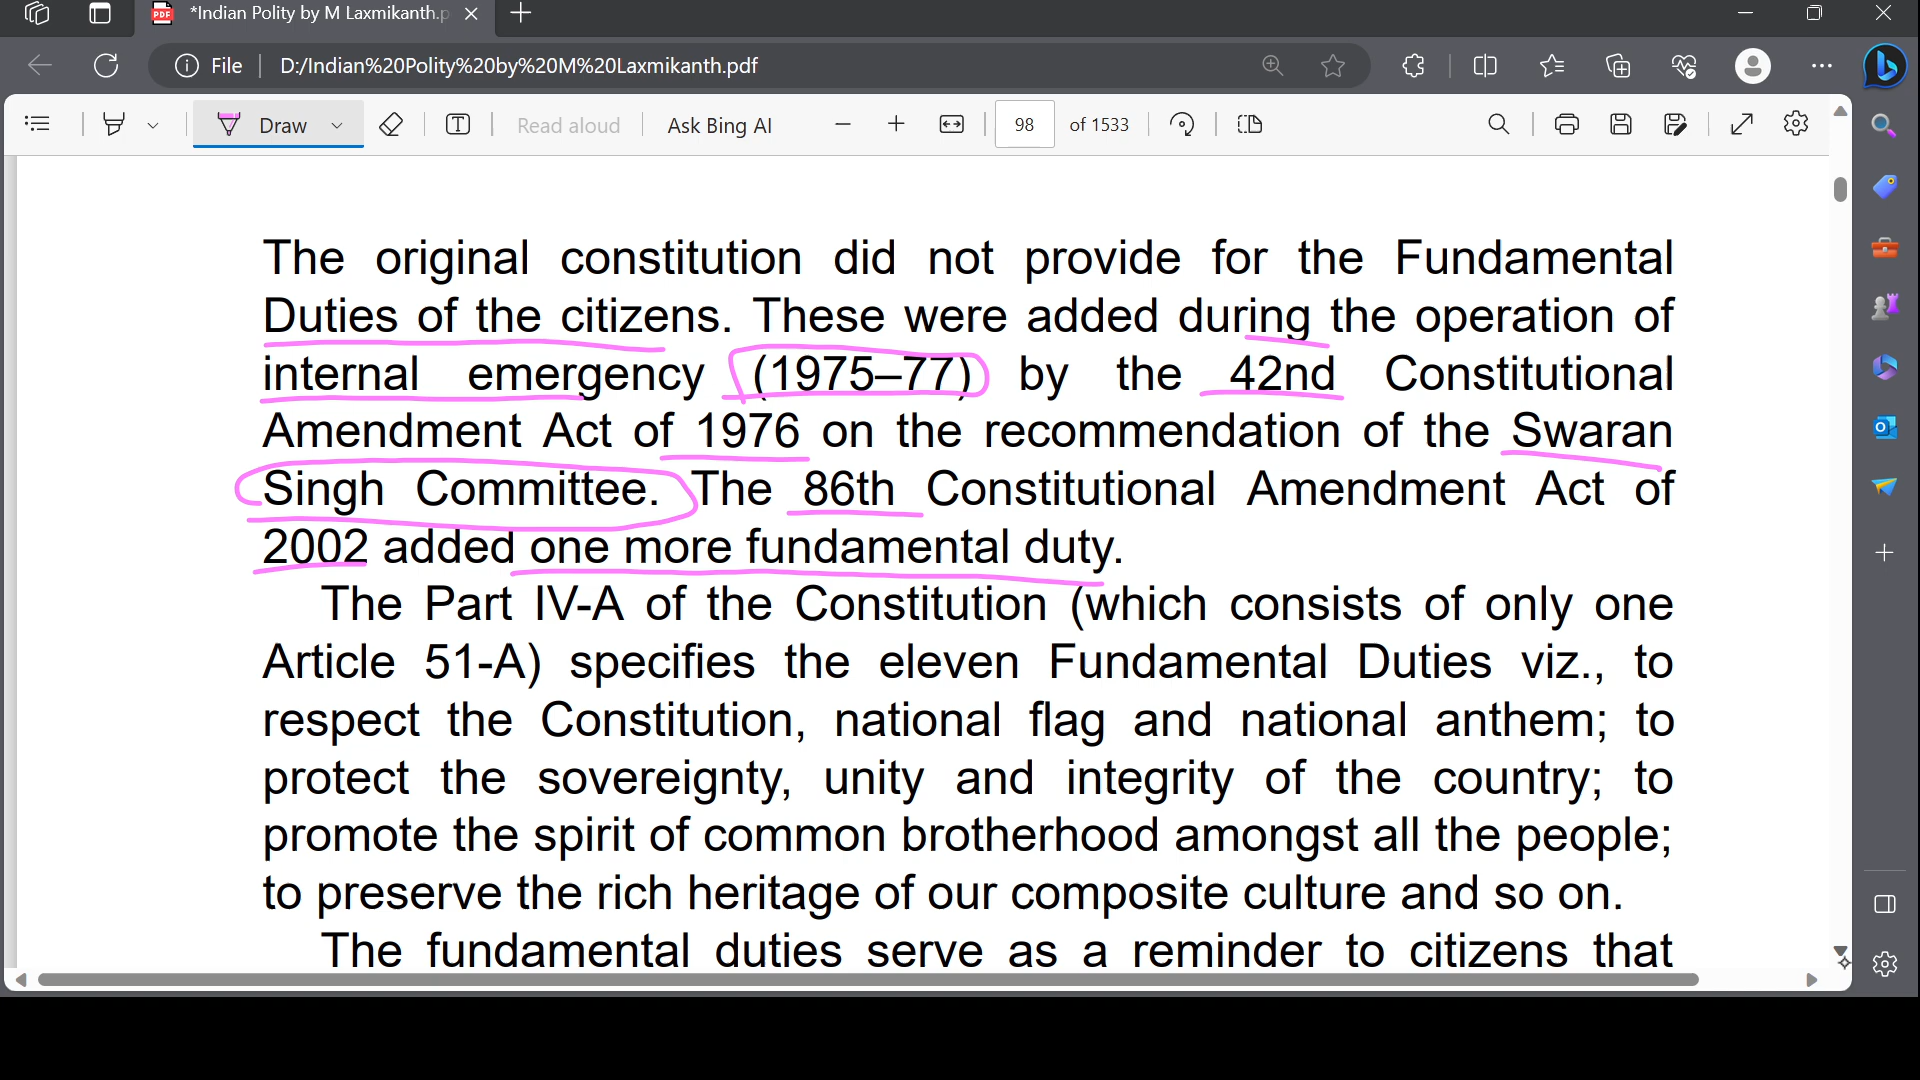 *Indian Polity by M Laxmikanth.p
File
D:/Indian%20Polity%20by%20M%20Laxmikanth.pdf
Draw
Read aloud
Ask Bing AI
98
of 1533
The original constitution did not provide for the Fundamental
Duties of the citizens. These were added during the operation of
internal emergency (1975–77) by the 42nd Constitutional
Amendment Act of 1976 on the recommendation of the Swaran
Singh Committee. The 86th Constitutional Amendment Act of
2002 added one more fundamental duty.
The Part IV-A of the Constitution (which consists of only one
Article 51-A) specifies the eleven Fundamental Duties viz., to
respect the Constitution, national flag and national anthem; to
protect the sovereignty, unity and integrity of the country; to
promote the spirit of common brotherhood amongst all the people;
to preserve the rich heritage of our composite culture and so on.
The fundamental duties serve as a reminder to citizens that